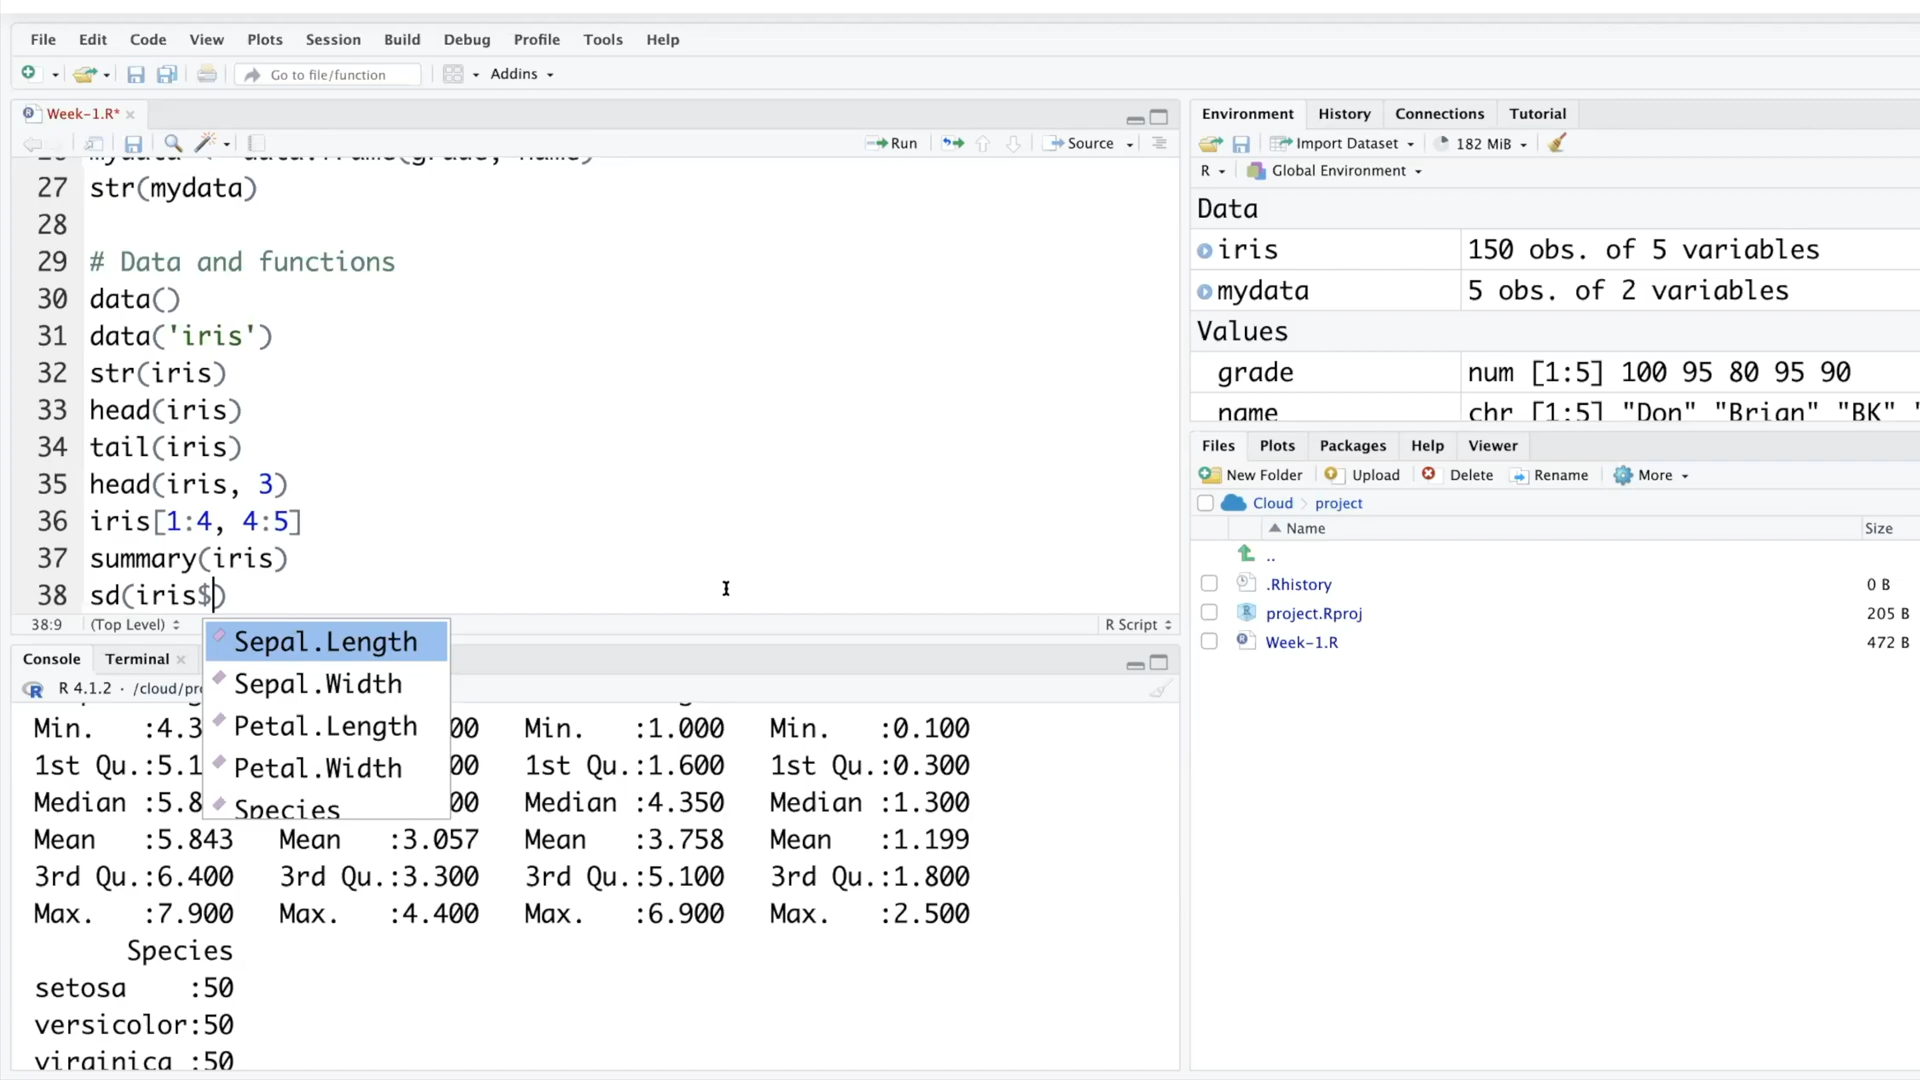 File Edit Code View Plots Session Build Debug Profile Tools Help
Go to file/function Addins
Week-1.R*
Run Source
27 str(mydata)
28
29 # Data and functions
30 data()
31 data('iris')
32 str(iris)
33 head(iris)
34 tail(iris)
35 head(iris, 3)
36 iris[1:4, 4:5]
37 summary(iris)
38 sd(iris$)
38:9 (Top Level) R Script
Sepal.Length
Sepal.Width
Petal.Length
Petal.Width
Species
Console Terminal
R 4.1.2 · /cloud/pr
Min. :4.3 00 Min. :1.000 Min. :0.100
1st Qu.:5.1 00 1st Qu.:1.600 1st Qu.:0.300
Median :5.8 00 Median :4.350 Median :1.300
Mean :5.843 Mean :3.057 Mean :3.758 Mean :1.199
3rd Qu.:6.400 3rd Qu.:3.300 3rd Qu.:5.100 3rd Qu.:1.800
Max. :7.900 Max. :4.400 Max. :6.900 Max. :2.500
Species
setosa :50
versicolor:50
virginica :50
Environment History Connections Tutorial
Import Dataset 182 MiB
R Global Environment
Data
iris 150 obs. of 5 variables
mydata 5 obs. of 2 variables
Values
grade num [1:5] 100 95 80 95 90
name chr [1:5] "Don" "Brian" "BK"
Files Plots Packages Help Viewer
New Folder Upload Delete Rename More
Cloud project
Name Size
..
.Rhistory 0 B
project.Rproj 205 B
Week-1.R 472 B